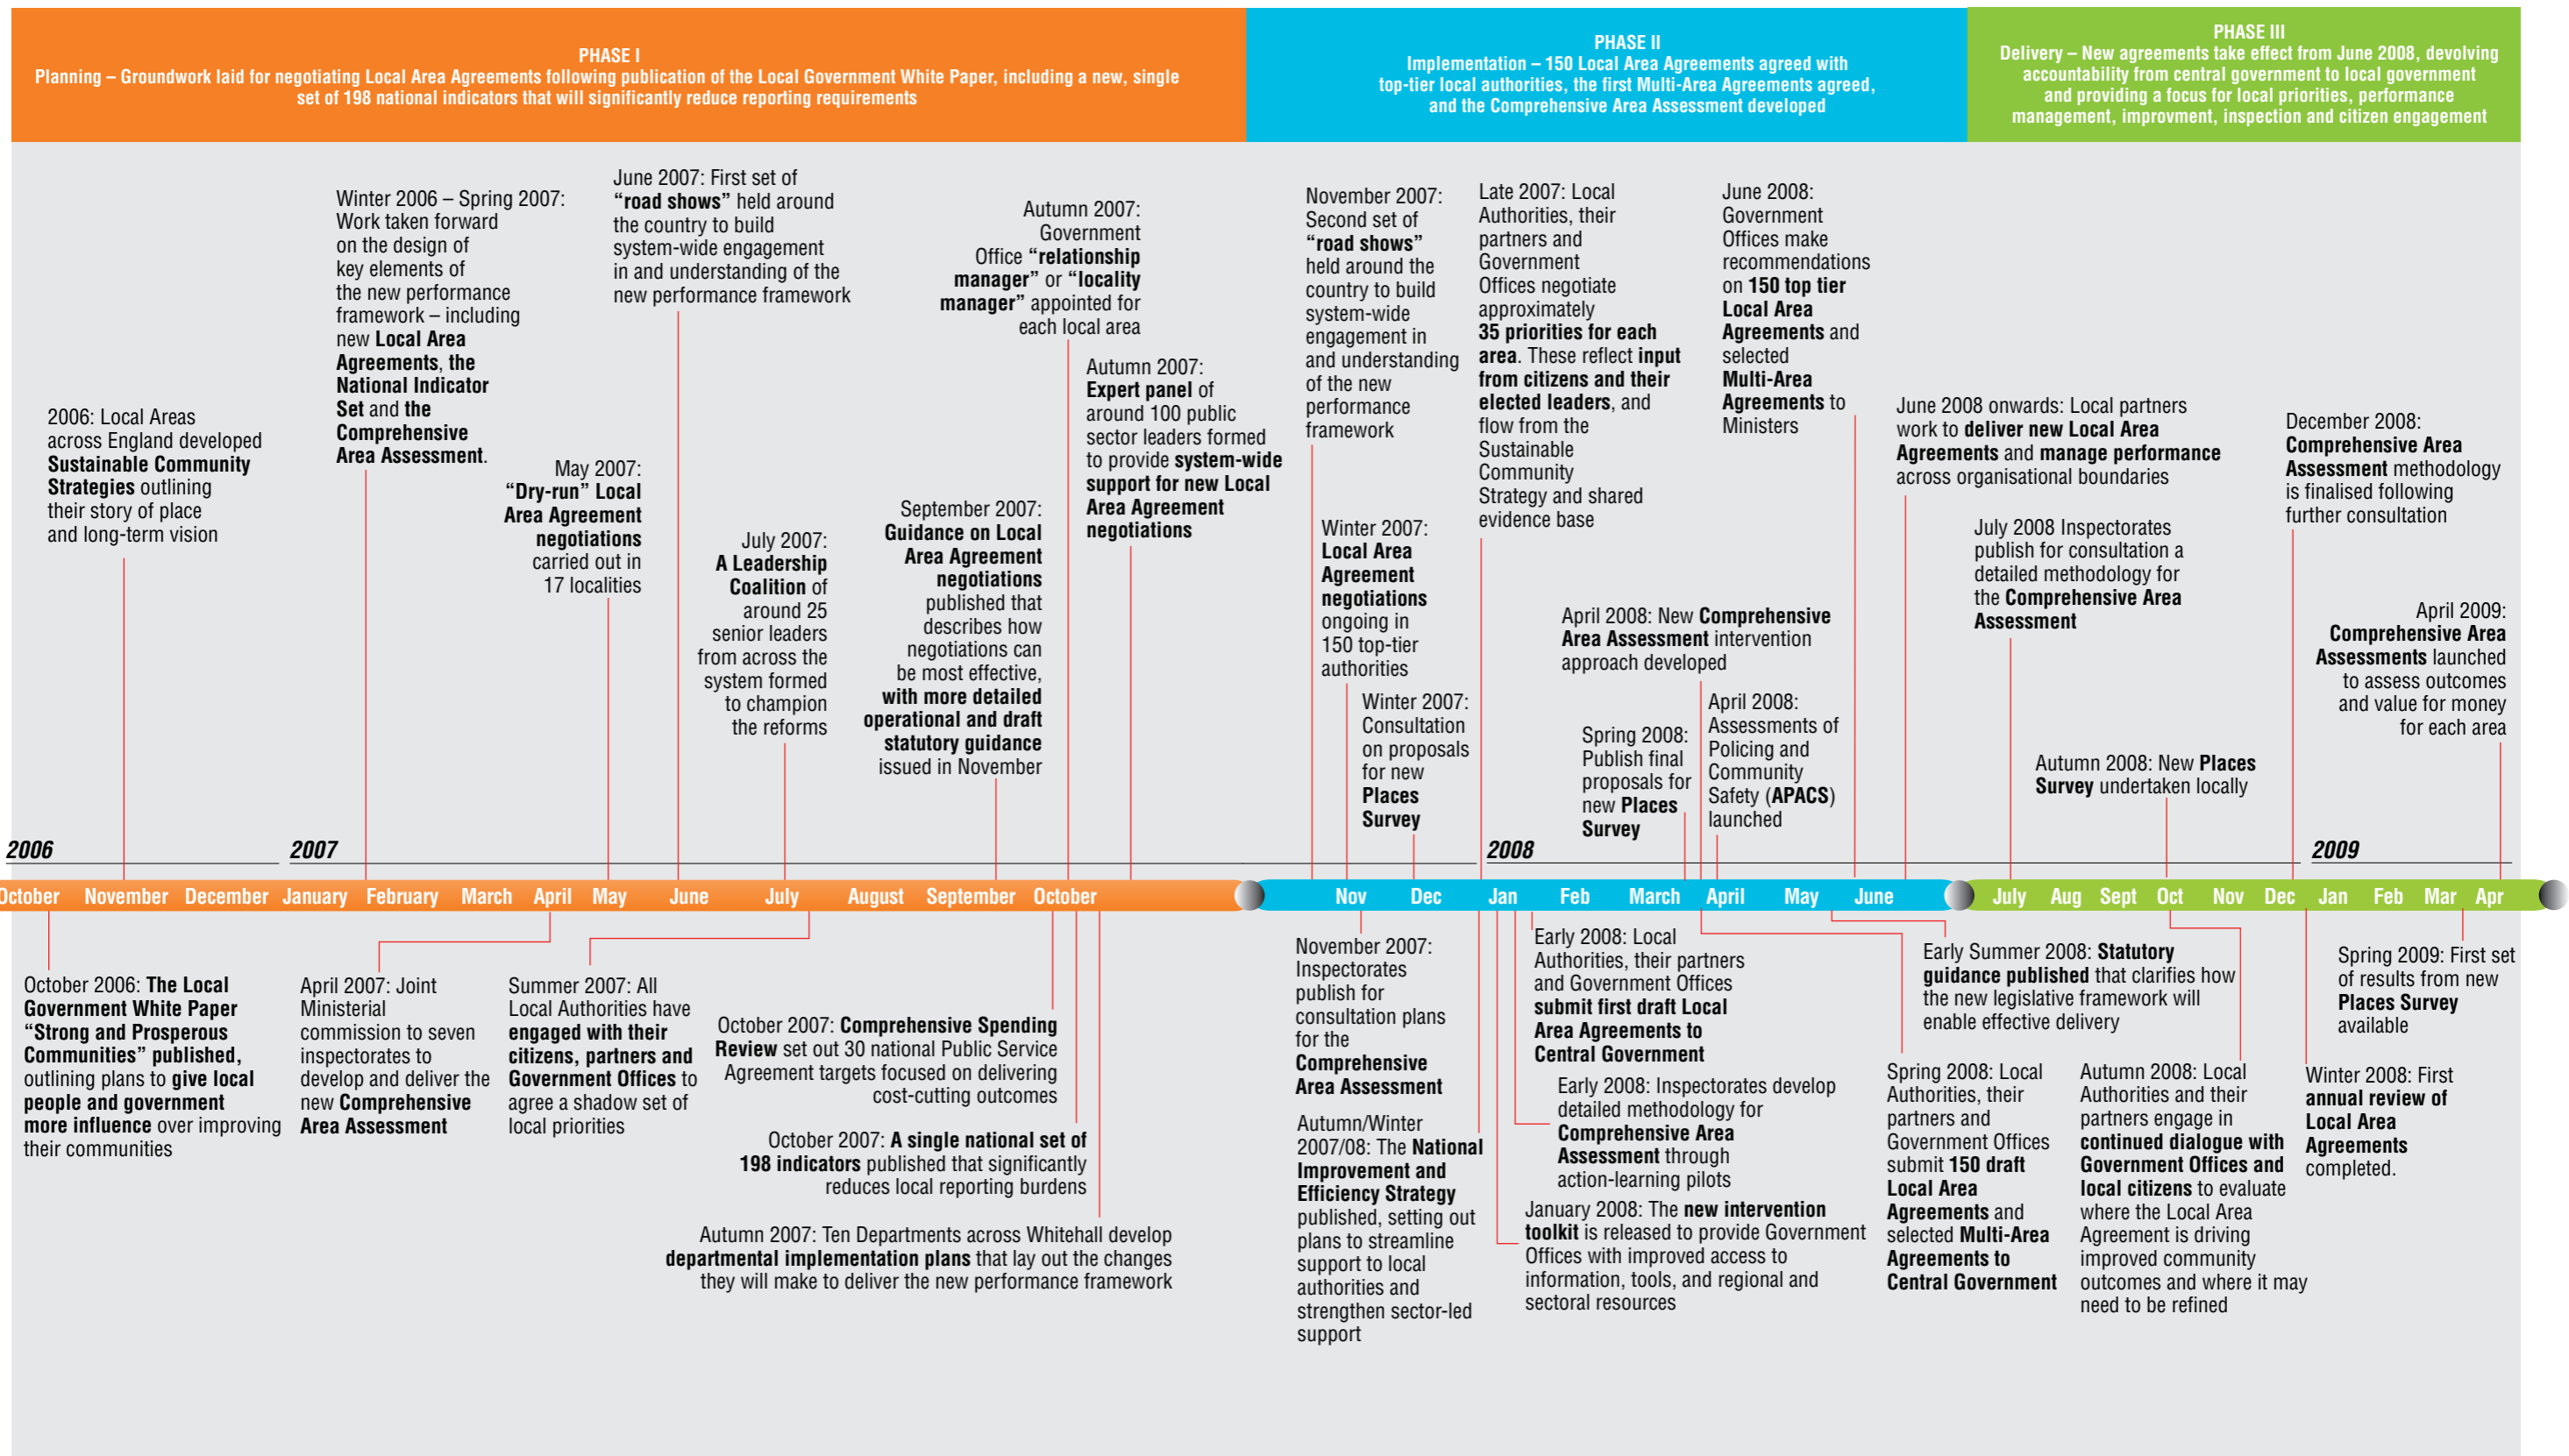 PHASE I
Planning – Groundwork laid for negotiating Local Area Agreements following publication of the Local Government White Paper, including a new, single
set of 198 national indicators that will significantly reduce reporting requirements
PHASE II
Implementation – 150 Local Area Agreements agreed with
top-tier local authorities, the first Multi-Area Agreements agreed,
and the Comprehensive Area Assessment developed
PHASE III
Delivery – New agreements take effect from June 2008, devolving
accountability from central government to local government
and providing a focus for local priorities, performance
management, improvment, inspection and citizen engagement
2006: Local Areas
across England developed
Sustainable Community
Strategies outlining
their story of place
and long-term vision
Winter 2006 – Spring 2007:
Work taken forward
on the design of
key elements of
the new performance
framework – including
new Local Area
Agreements, the
National Indicator
Set and the
Comprehensive
Area Assessment.
May 2007:
“Dry-run” Local
Area Agreement
negotiations
carried out in
17 localities
June 2007: First set of
“road shows” held around
the country to build
system-wide engagement
in and understanding of the
new performance framework
July 2007:
A Leadership
Coalition of
around 25
senior leaders
from across the
system formed
to champion
the reforms
September 2007:
Guidance on Local
Area Agreement
negotiations
published that
describes how
negotiations can
be most effective,
with more detailed
operational and draft
statutory guidance
issued in November
Autumn 2007:
Government
Office “relationship
manager” or “locality
manager” appointed for
each local area
Autumn 2007:
Expert panel of
around 100 public
sector leaders formed
to provide system-wide
support for new Local
Area Agreement
negotiations
November 2007:
Second set of
“road shows”
held around the
country to build
system-wide
engagement in
and understanding
of the new
performance
framework
Winter 2007:
Local Area
Agreement
negotiations
ongoing in
150 top-tier
authorities
Winter 2007:
Consultation
on proposals
for new
Places
Survey
Late 2007: Local
Authorities, their
partners and
Government
Offices negotiate
approximately
35 priorities for each
area. These reflect input
from citizens and their
elected leaders, and
flow from the
Sustainable
Community
Strategy and shared
evidence base
April 2008: New Comprehensive
Area Assessment intervention
approach developed
Spring 2008:
Publish final
proposals for
new Places
Survey
April 2008:
Assessments of
Policing and
Community
Safety (APACS)
launched
June 2008:
Government
Offices make
recommendations
on 150 top tier
Local Area
Agreements and
selected
Multi-Area
Agreements to
Ministers
June 2008 onwards: Local partners
work to deliver new Local Area
Agreements and manage performance
across organisational boundaries
July 2008 Inspectorates
publish for consultation a
detailed methodology for
the Comprehensive Area
Assessment
Autumn 2008: New Places
Survey undertaken locally
December 2008:
Comprehensive Area
Assessment methodology
is finalised following
further consultation
April 2009:
Comprehensive Area
Assessments launched
to assess outcomes
and value for money
for each area
2006 2007 2008 2009
October November December January February March April May June July August September October Nov Dec Jan Feb March April May June July Aug Sept Oct Nov Dec Jan Feb Mar Apr
October 2006: The Local
Government White Paper
“Strong and Prosperous
Communities” published,
outlining plans to give local
people and government
more influence over improving
their communities
April 2007: Joint
Ministerial
commission to seven
inspectorates to
develop and deliver the
new Comprehensive
Area Assessment
Summer 2007: All
Local Authorities have
engaged with their
citizens, partners and
Government Offices to
agree a shadow set of
local priorities
October 2007: Comprehensive Spending
Review set out 30 national Public Service
Agreement targets focused on delivering
cost-cutting outcomes
October 2007: A single national set of
198 indicators published that significantly
reduces local reporting burdens
Autumn 2007: Ten Departments across Whitehall develop
departmental implementation plans that lay out the changes
they will make to deliver the new performance framework
November 2007:
Inspectorates
publish for
consultation plans
for the
Comprehensive
Area Assessment
Autumn/Winter
2007/08: The National
Improvement and
Efficiency Strategy
published, setting out
plans to streamline
support to local
authorities and
strengthen sector-led
support
Early 2008: Local
Authorities, their partners
and Government Offices
submit first draft Local
Area Agreements to
Central Government
Early 2008: Inspectorates develop
detailed methodology for
Comprehensive Area
Assessment through
action-learning pilots
January 2008: The new intervention
toolkit is released to provide Government
Offices with improved access to
information, tools, and regional and
sectoral resources
Early Summer 2008: Statutory
guidance published that clarifies how
the new legislative framework will
enable effective delivery
Spring 2008: Local
Authorities, their
partners and
Government Offices
submit 150 draft
Local Area
Agreements and
selected Multi-Area
Agreements to
Central Government
Autumn 2008: Local
Authorities and their
partners engage in
continued dialogue with
Government Offices and
local citizens to evaluate
where the Local Area
Agreement is driving
improved community
outcomes and where it may
need to be refined
Winter 2008: First
annual review of
Local Area
Agreements
completed.
Spring 2009: First set
of results from new
Places Survey
available